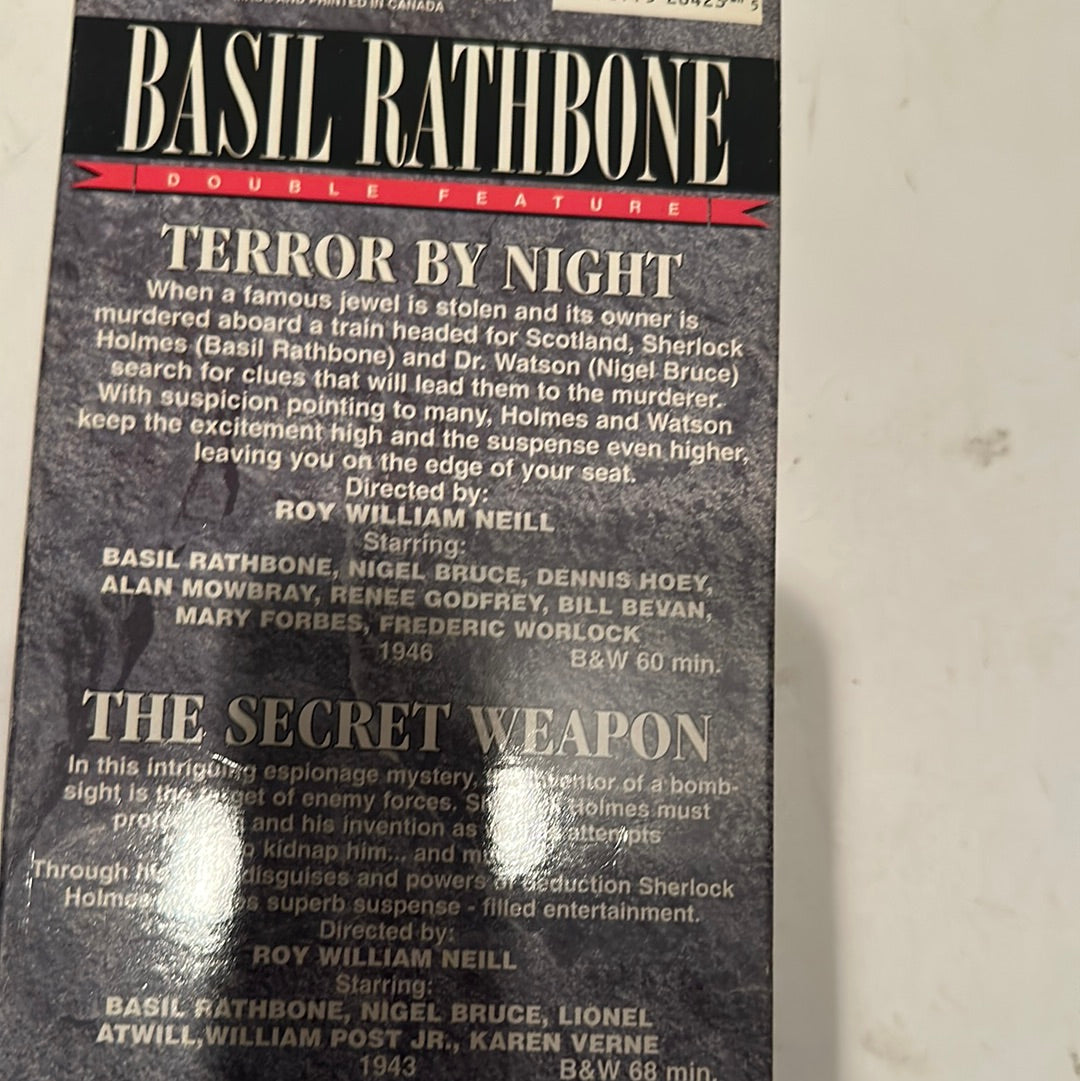 PRINTED IN CANADA
5
BASIL RATHBONE
DOUBLE FEATURE
TERROR BY NIGHT
When a famous jewel is stolen and its owner is
murdered aboard a train headed for Scotland, Sherlock
Holmes (Basil Rathbone) and Dr. Watson (Nigel Bruce)
search for clues that will lead them to the murderer.
With suspicion pointing to many, Holmes and Watson
keep the excitement high and the suspense even higher,
leaving you on the edge of your seat.
Directed by:
ROY WILLIAM NEILL
Starring:
BASIL RATHBONE, NIGEL BRUCE, DENNIS HOEY,
ALAN MOWBRAY, RENEE GODFREY, BILL BEVAN,
MARY FORBES, FREDERIC WORLOCK
1946 B&W 60 min.
THE SECRET WEAPON
In this intriguing espionage mystery, of a bomb-
sight is the target of enemy forces. Holmes must
and his invention as attempts
kidnap him... and
Through disguises and powers of deduction Sherlock
Holmes superb suspense - filled entertainment.
Directed by:
ROY WILLIAM NEILL
Starring:
BASIL RATHBONE, NIGEL BRUCE, LIONEL
ATWILL,WILLIAM POST JR., KAREN VERNE
1943 B&W 68 min.